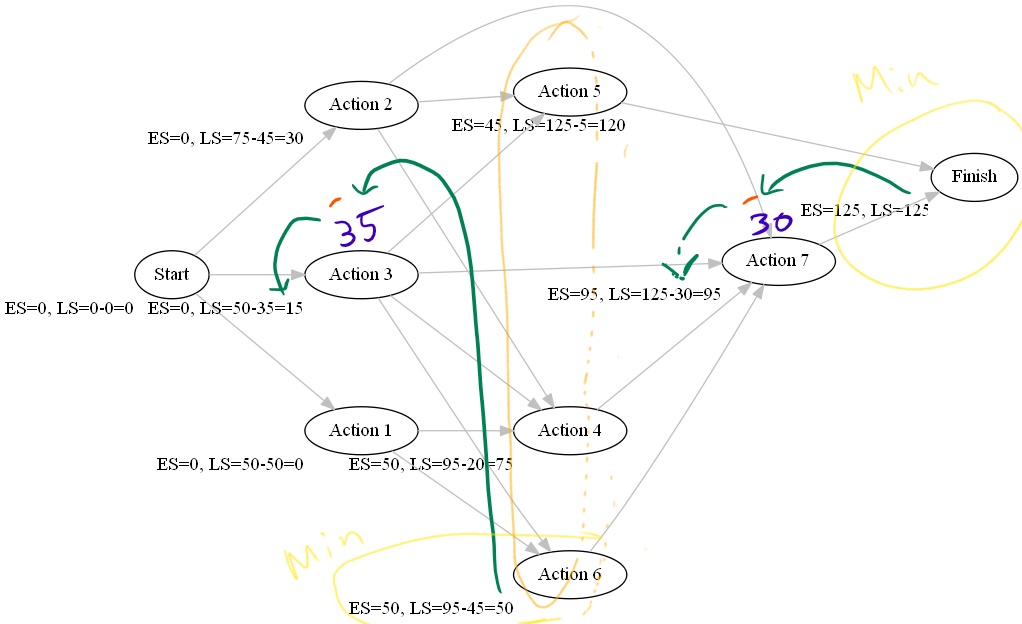 Min
Action 5
Action 2
ES=45, LS=125-5=120
ES=0, LS=75-45=30
Finish
ES=125, LS=125
35
30
Action 7
Start
Action 3
ES=95, LS=125-30=95
ES=0, LS=0-0=0
ES=0, LS=50-35=15
Action 1
Action 4
ES=0, LS=50-50=0
ES=50, LS=95-20=75
Min
Action 6
ES=50, LS=95-45=50